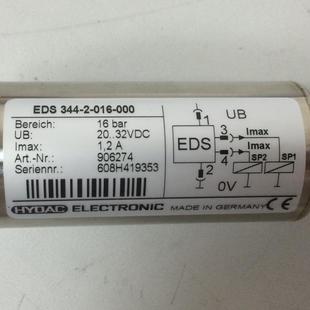 EDS 344-2-016-000
Bereich: 16 bar
UB: 20..32VDC
Imax: 1,2 A
Art.-Nr.: 906274
Seriennr.: 608H419353
1
UB
3
Imax
EDS
Imax
4
SP2
SP1
2
0V
HYDAC ELECTRONIC MADE IN GERMANY CE